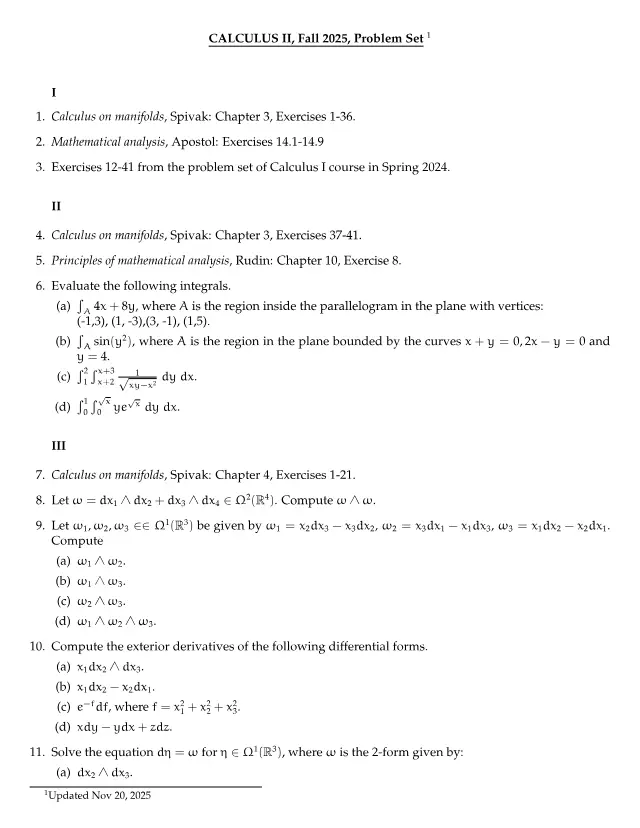 CALCULUS II, Fall 2025, Problem Set ¹
I
1. Calculus on manifolds, Spivak: Chapter 3, Exercises 1-36.
2. Mathematical analysis, Apostol: Exercises 14.1-14.9
3. Exercises 12-41 from the problem set of Calculus I course in Spring 2024.
II
4. Calculus on manifolds, Spivak: Chapter 3, Exercises 37-41.
5. Principles of mathematical analysis, Rudin: Chapter 10, Exercise 8.
6. Evaluate the following integrals.
(a) ∫_A 4x + 8y, where A is the region inside the parallelogram in the plane with vertices:
(-1,3), (1, -3),(3, -1), (1,5).
(b) ∫_A sin(y²), where A is the region in the plane bounded by the curves x + y = 0, 2x − y = 0 and
y = 4.
(c) ∫_1^2 ∫_{x+2}^{x+3} 1/√(xy−x²) dy dx.
(d) ∫_0^1 ∫_0^{√x} ye^{√x} dy dx.
III
7. Calculus on manifolds, Spivak: Chapter 4, Exercises 1-21.
8. Let ω = dx₁ ∧ dx₂ + dx₃ ∧ dx₄ ∈ Ω²(ℝ⁴). Compute ω ∧ ω.
9. Let ω₁, ω₂, ω₃ ∈∈ Ω¹(ℝ³) be given by ω₁ = x₂dx₃ − x₃dx₂, ω₂ = x₃dx₁ − x₁dx₃, ω₃ = x₁dx₂ − x₂dx₁.
Compute
(a) ω₁ ∧ ω₂.
(b) ω₁ ∧ ω₃.
(c) ω₂ ∧ ω₃.
(d) ω₁ ∧ ω₂ ∧ ω₃.
10. Compute the exterior derivatives of the following differential forms.
(a) x₁dx₂ ∧ dx₃.
(b) x₁dx₂ − x₂dx₁.
(c) e^{−f}df, where f = x₁² + x₂² + x₃².
(d) xdy − ydx + zdz.
11. Solve the equation dη = ω for η ∈ Ω¹(ℝ³), where ω is the 2-form given by:
(a) dx₂ ∧ dx₃.
¹Updated Nov 20, 2025